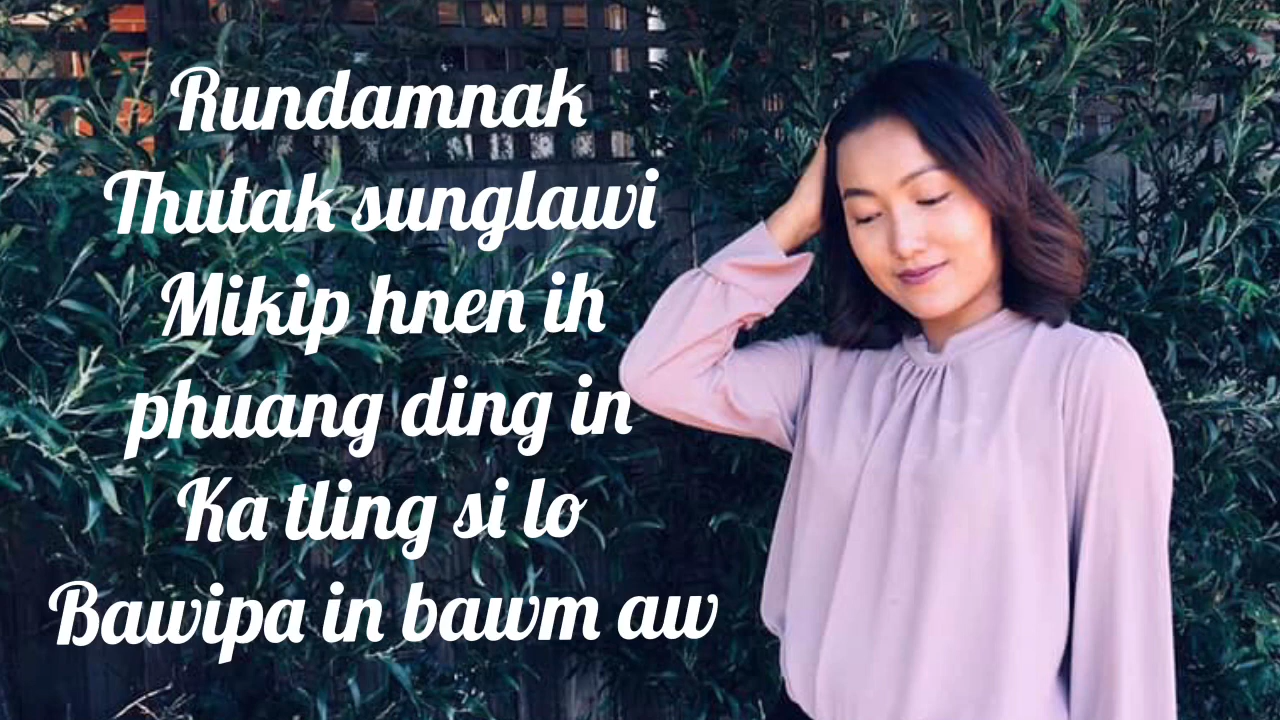 Rundamnak
Thutak sunglawi
Mikip hnen ih
phuang ding in
Ka tling si lo
Bawipa in bawm aw